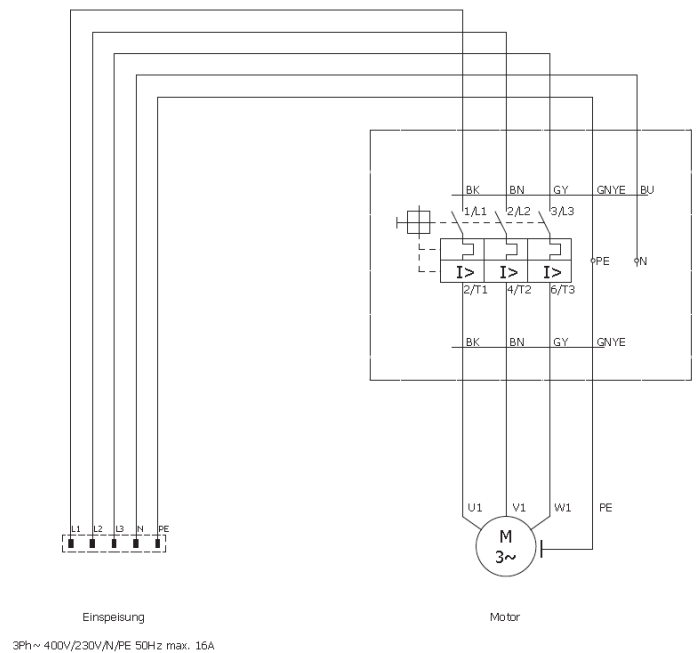 BK BN GY GNYE BU
1/L1 2/L2 3/L3
PE N
I> I> I>
2/T1 4/T2 6/T3
BK BN GY GNYE
U1 V1 W1 PE
L1 L2 L3 N PE
M
3~
Einspeisung Motor
3Ph~ 400V/230V/N/PE 50Hz max. 16A